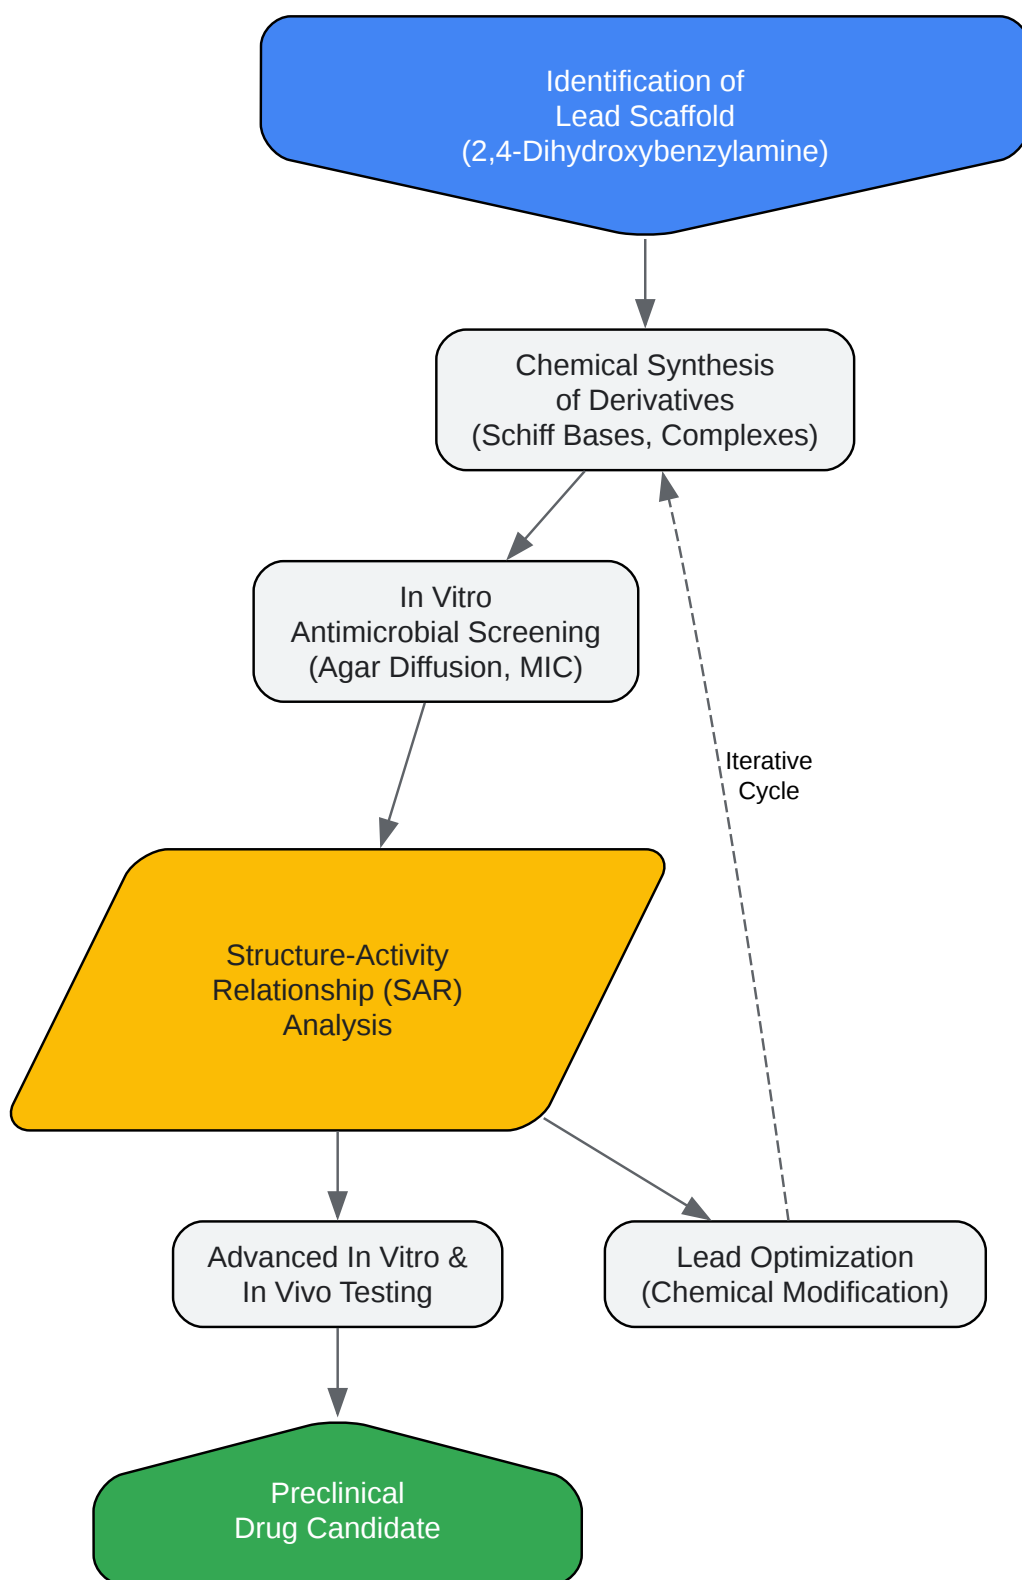 Identification of
Lead Scaffold
(2,4-Dihydroxybenzylamine)
Chemical Synthesis
of Derivatives
(Schiff Bases, Complexes)
In Vitro
Antimicrobial Screening
(Agar Diffusion, MIC)
Iterative
Cycle
Structure-Activity
Relationship (SAR)
Analysis
Advanced In Vitro &
In Vivo Testing
Lead Optimization
(Chemical Modification)
Preclinical
Drug Candidate